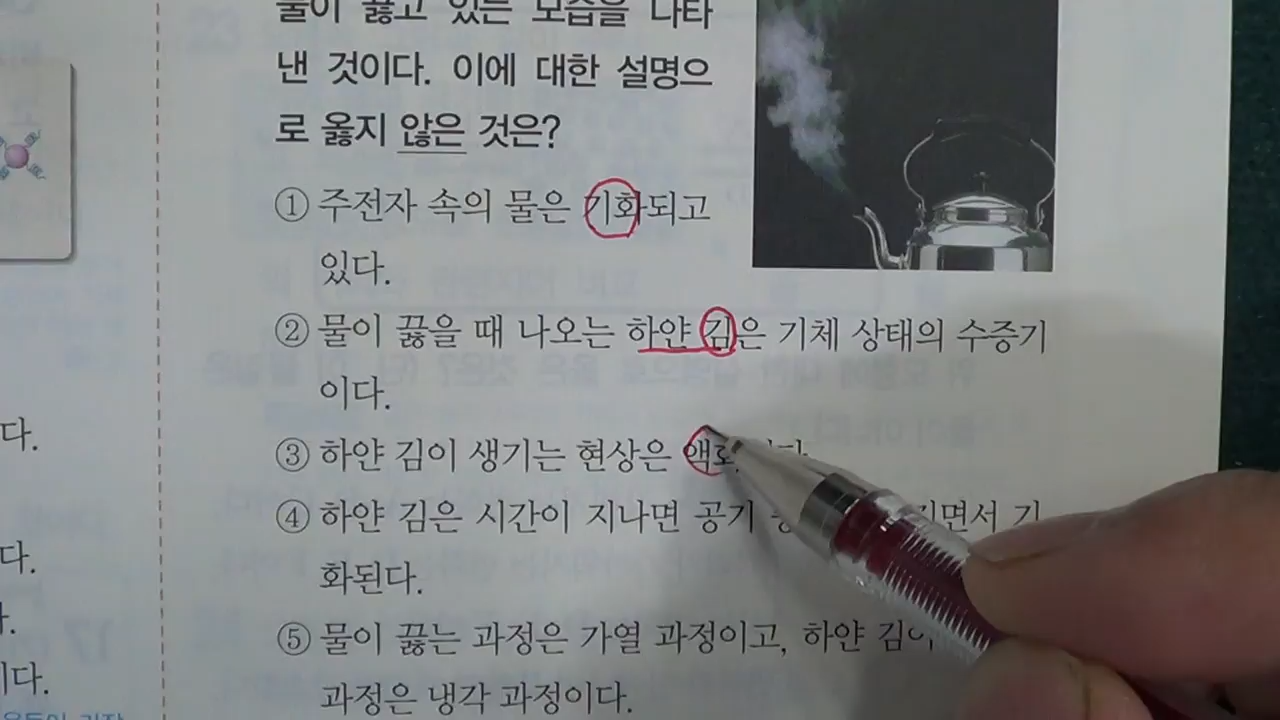 물이 끓고 있는 모습을 나타
낸 것이다. 이에 대한 설명으
로 옳지 않은 것은?
① 주전자 속의 물은 기화되고
있다.
② 물이 끓을 때 나오는 하얀 김은 기체 상태의 수증기
이다.
③ 하얀 김이 생기는 현상은
④ 하얀 김은 시간이 지나면 공기 기
화된다.
⑤ 물이 끓는 과정은 가열 과정이고, 하얀
과정은 냉각 과정이다.
다.
다.
이다.
17